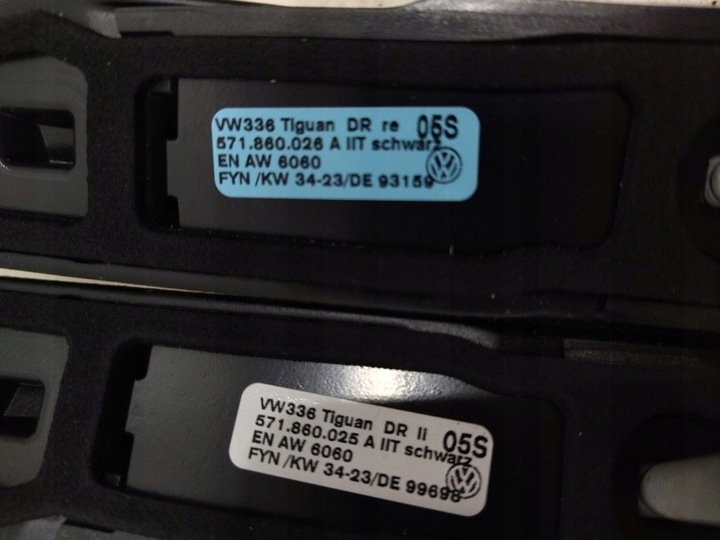 VW336 Tiguan DR re 05S
571.860.026 A IIT schwarz
EN AW 6060
FYN /KW 34-23/DE 93159
VW336 Tiguan DR li 05S
571.860.025 A IIT schwarz
EN AW 6060
FYN /KW 34-23/DE 99698